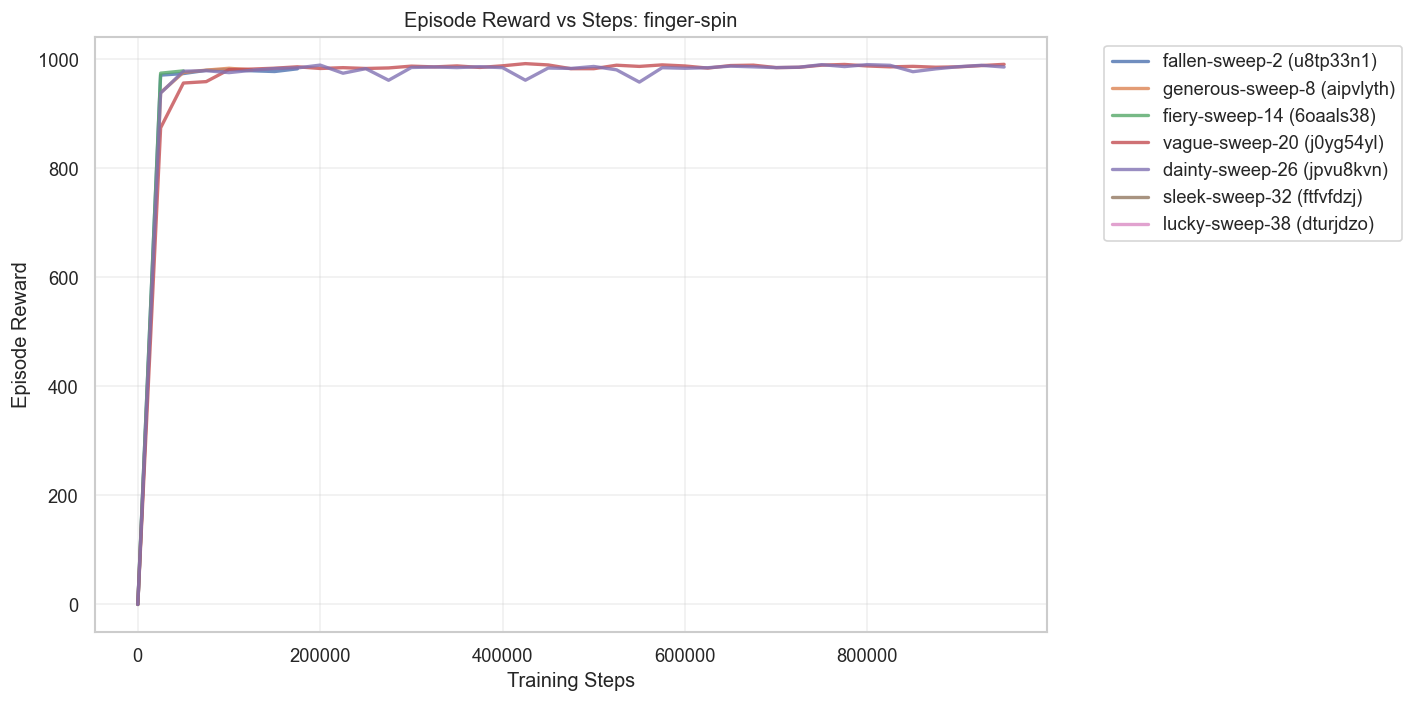 Episode Reward vs Steps: finger-spin
1000
800
600
400
200
0
Episode Reward
0 200000 400000 600000 800000
Training Steps
fallen-sweep-2 (u8tp33n1)
generous-sweep-8 (aipvlyth)
fiery-sweep-14 (6oaals38)
vague-sweep-20 (j0yg54yl)
dainty-sweep-26 (jpvu8kvn)
sleek-sweep-32 (ftfvfdzj)
lucky-sweep-38 (dturjdzo)